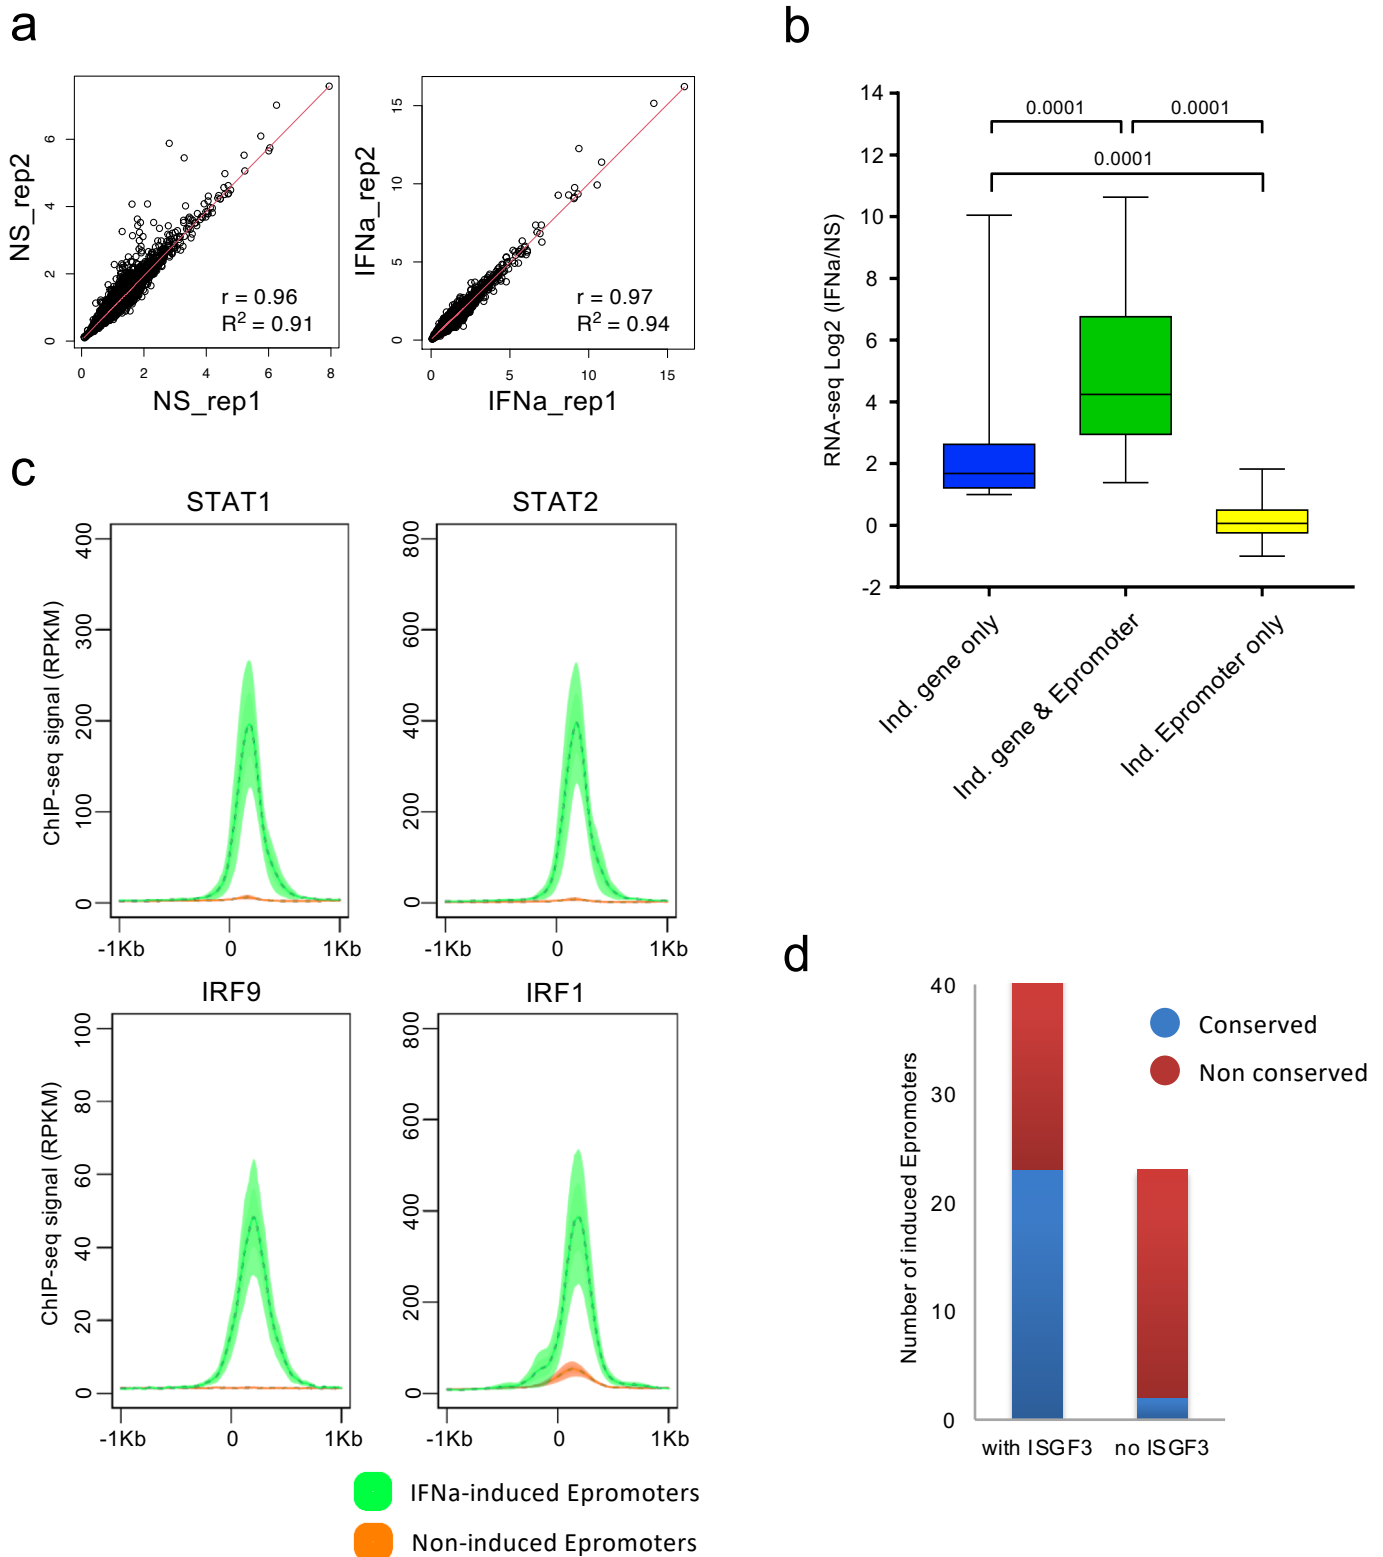 a
NS_rep2
6
4
2
0
0 2 4 6 8
NS_rep1
r = 0.96
R² = 0.91
IFNa_rep2
15
10
5
0
0 5 10 15
IFNa_rep1
r = 0.97
R² = 0.94
b
RNA-seq Log2 (IFNa/NS)
14
12
10
8
6
4
2
0
-2
0.0001 0.0001
0.0001
Ind. gene only
Ind. gene & Epromoter
Ind. Epromoter only
c
STAT1
ChIP-seq signal (RPKM)
400
300
200
100
0
-1Kb 0 1Kb
STAT2
800
600
400
200
0
-1Kb 0 1Kb
IRF9
ChIP-seq signal (RPKM)
100
80
60
40
20
0
-1Kb 0 1Kb
IRF1
800
600
400
200
0
-1Kb 0 1Kb
IFNa-induced Epromoters
Non-induced Epromoters
d
Number of induced Epromoters
40
30
20
10
0
with ISGF3 no ISGF3
Conserved
Non conserved